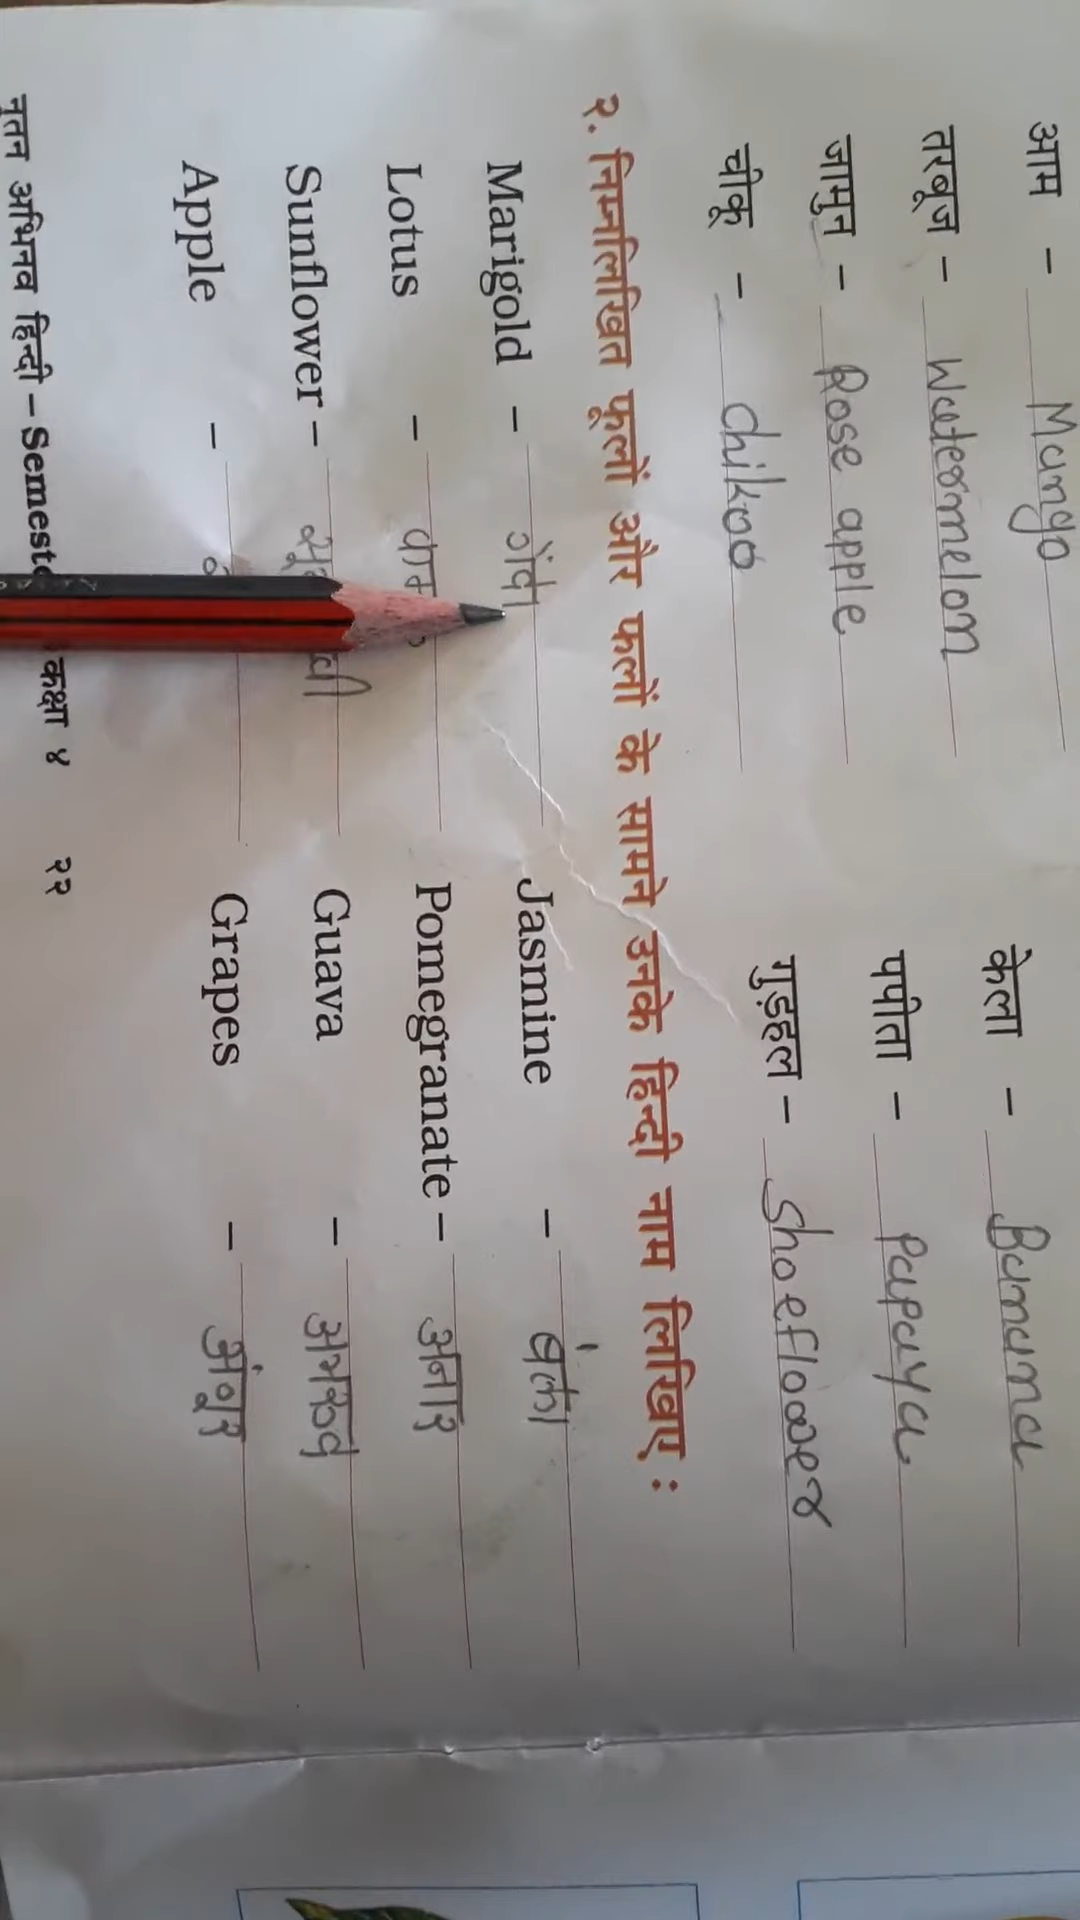 आम - Mango
केला - Banana
तरबूज - Watermelon
पपीता - Papaya
जामुन - Rose apple
गुड़हल - Shoeflower
चीकू - Chikoo
२. निम्नलिखित फूलों और फलों के सामने उनके हिन्दी नाम लिखिए :
Marigold - गेंदा
Jasmine - बेला
Lotus -
Pomegranate - अनार
Sunflower -
Guava - अमरूद
Apple -
Grapes - अंगूर
नूतन अभिनव हिन्दी – कक्षा ४ २२